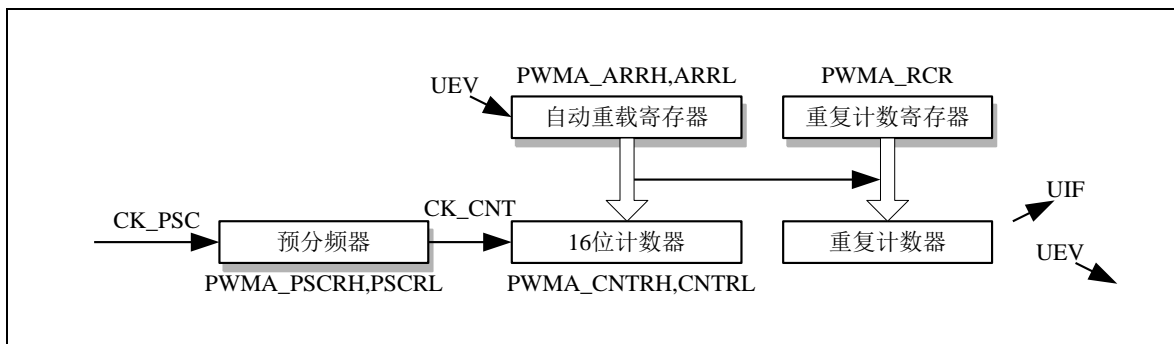 PWMA_ARRH,ARRL
PWMA_RCR
UEV
自动重载寄存器
重复计数寄存器
UIF
CK_PSC
CK_CNT
预分频器
16位计数器
重复计数器
UEV
PWMA_PSCRH,PSCRL
PWMA_CNTRH,CNTRL